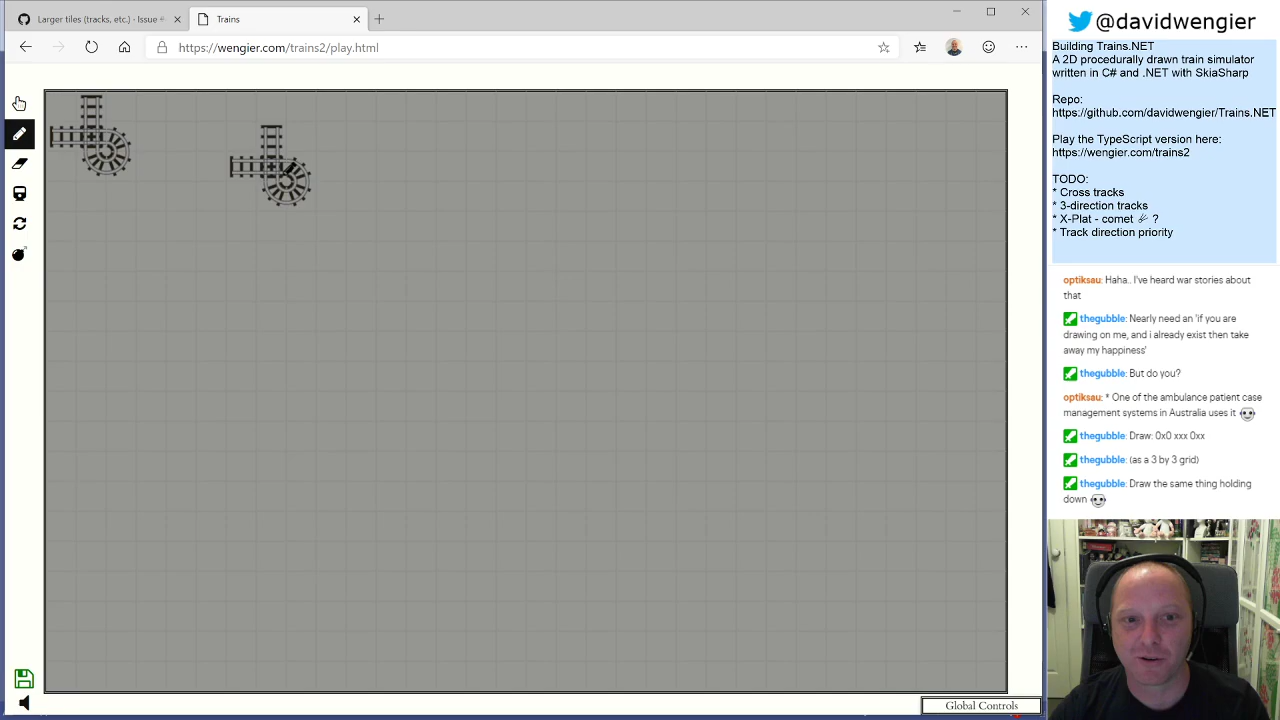 Larger tiles (tracks, etc.) · Issue #
Trains
https://wengier.com/trains2/play.html
Global Controls
@davidwengier
Building Trains.NET
A 2D procedurally drawn train simulator
written in C# and .NET with SkiaSharp
Repo:
https://github.com/davidwengier/Trains.NET
Play the TypeScript version here:
https://wengier.com/trains2
TODO:
* Cross tracks
* 3-direction tracks
* X-Plat - comet ☄ ?
* Track direction priority
optiksau: Haha.. I've heard war stories about
that
thegubble: Nearly need an 'if you are
drawing on me, and i already exist then take
away my happiness'
thegubble: But do you?
optiksau: * One of the ambulance patient case
management systems in Australia uses it
thegubble: Draw: 0x0 xxx 0xx
thegubble: (as a 3 by 3 grid)
thegubble: Draw the same thing holding
down